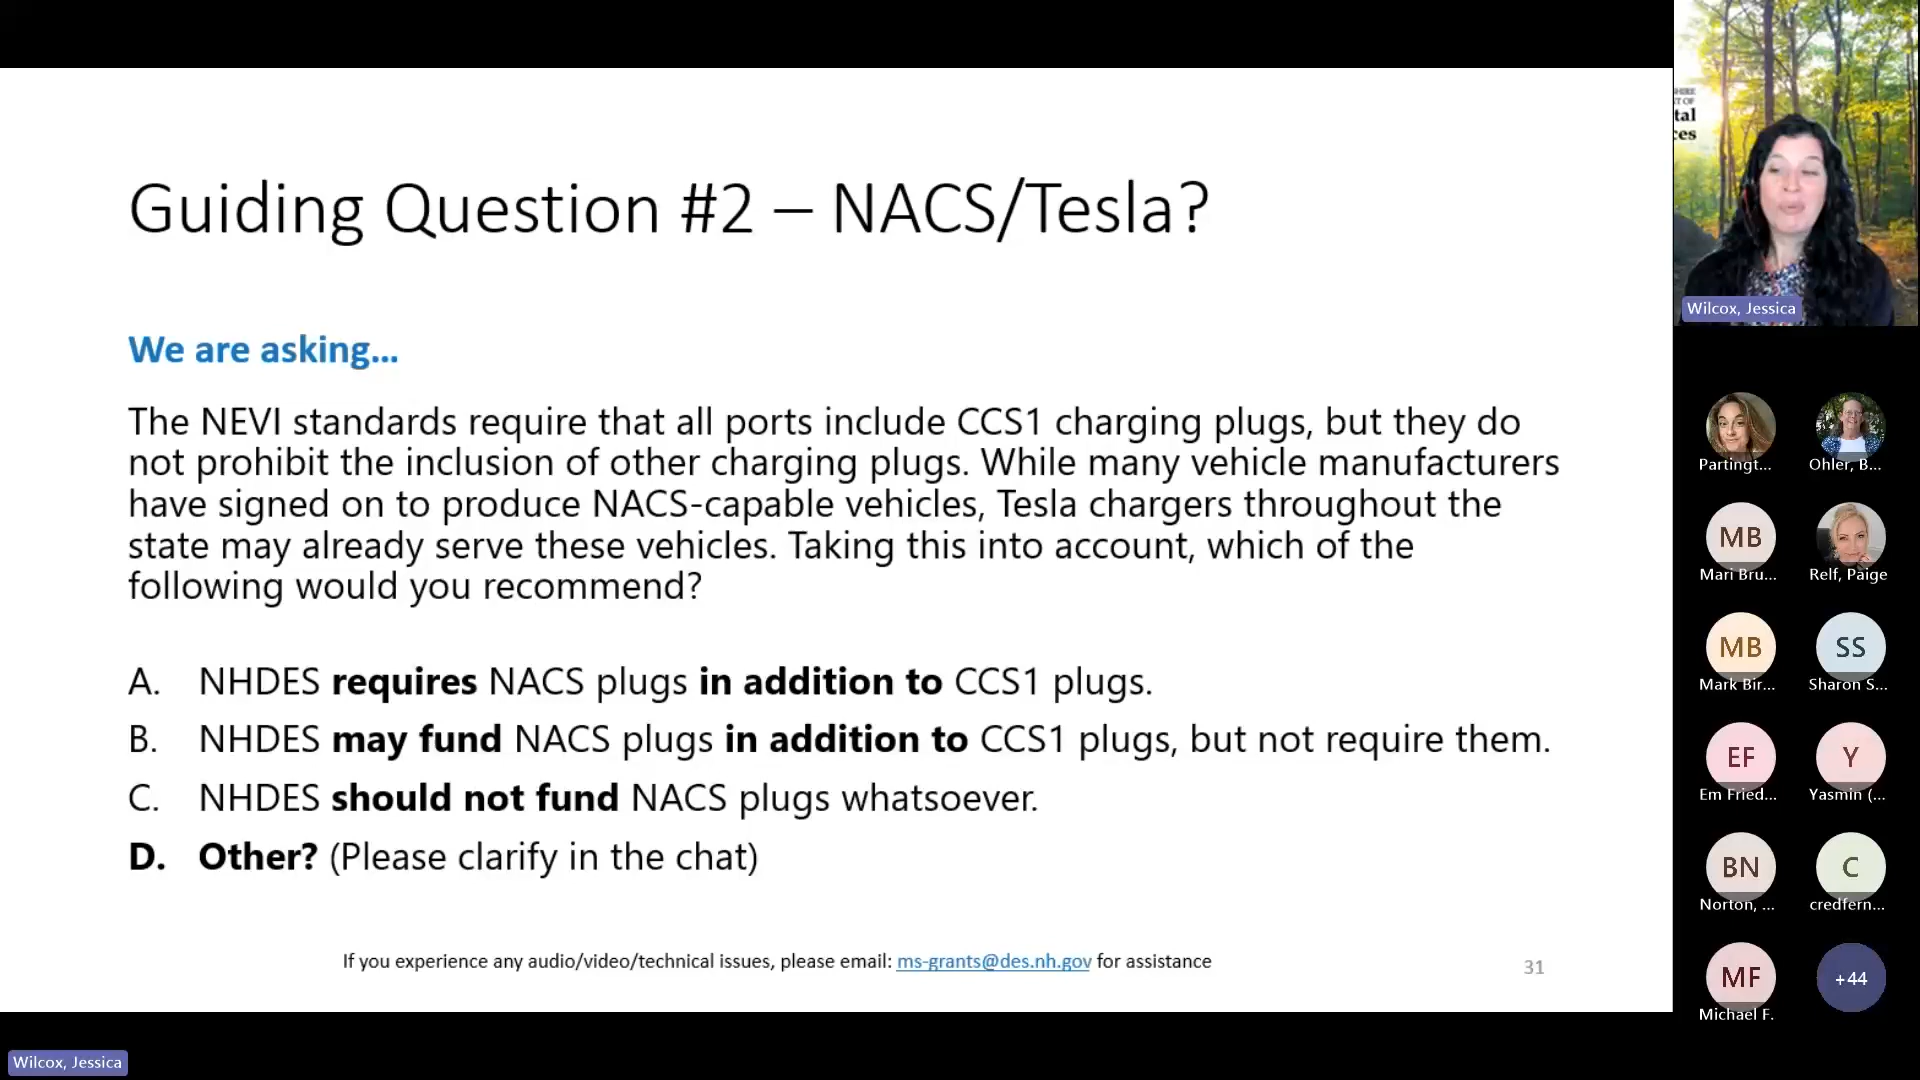 Guiding Question #2 – NACS/Tesla?
We are asking...
The NEVI standards require that all ports include CCS1 charging plugs, but they do
not prohibit the inclusion of other charging plugs. While many vehicle manufacturers
have signed on to produce NACS-capable vehicles, Tesla chargers throughout the
state may already serve these vehicles. Taking this into account, which of the
following would you recommend?
A. NHDES requires NACS plugs in addition to CCS1 plugs.
B. NHDES may fund NACS plugs in addition to CCS1 plugs, but not require them.
C. NHDES should not fund NACS plugs whatsoever.
D. Other? (Please clarify in the chat)
If you experience any audio/video/technical issues, please email: ms-grants@des.nh.gov for assistance
31
Wilcox, Jessica
HIRE
T OF
tal
ces
Wilcox, Jessica
Partingt...
Ohler, B...
MB
Mari Bru...
Relf, Paige
MB
Mark Bir...
SS
Sharon S...
EF
Em Fried...
Y
Yasmin (...
BN
Norton, ...
C
credfern...
MF
Michael F.
+44